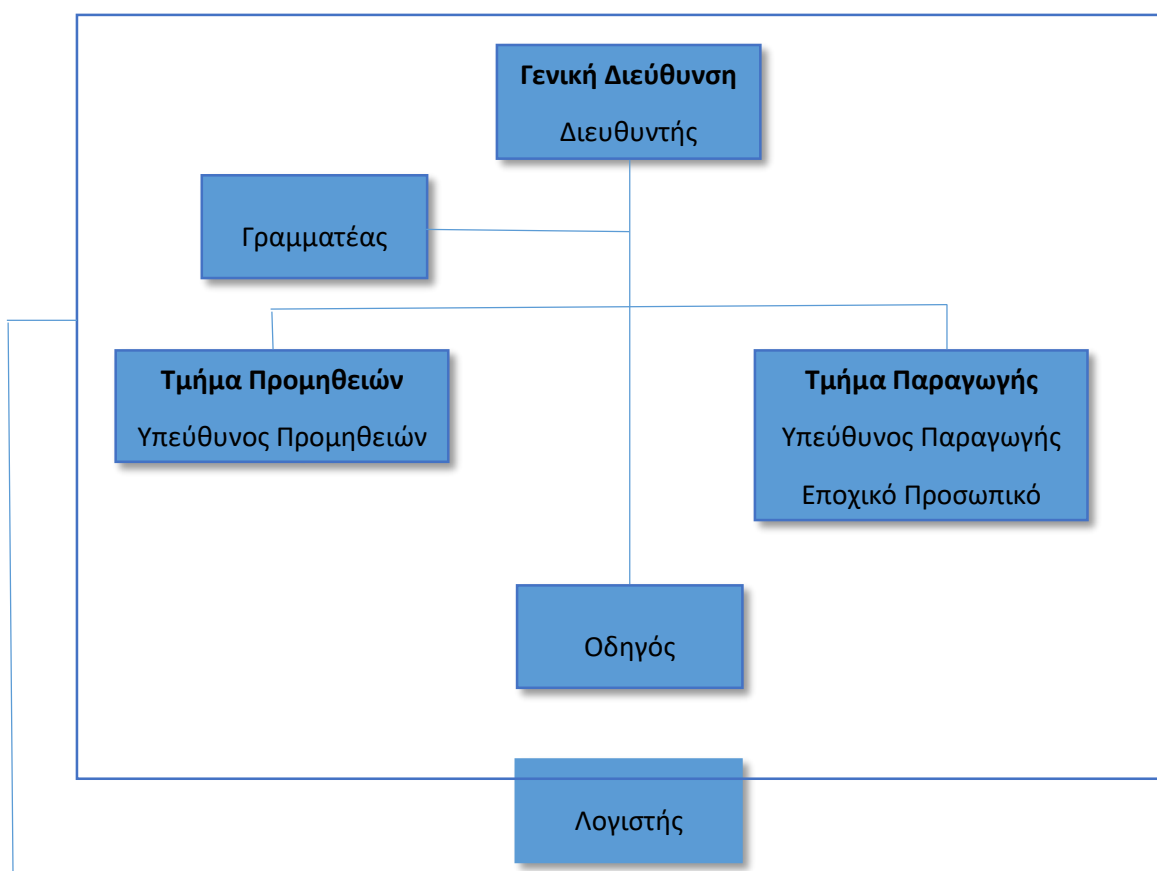 Γενική Διεύθυνση
Διευθυντής
Γραμματέας
Τμήμα Προμηθειών
Υπεύθυνος Προμηθειών
Τμήμα Παραγωγής
Υπεύθυνος Παραγωγής
Εποχικό Προσωπικό
Οδηγός
Λογιστής